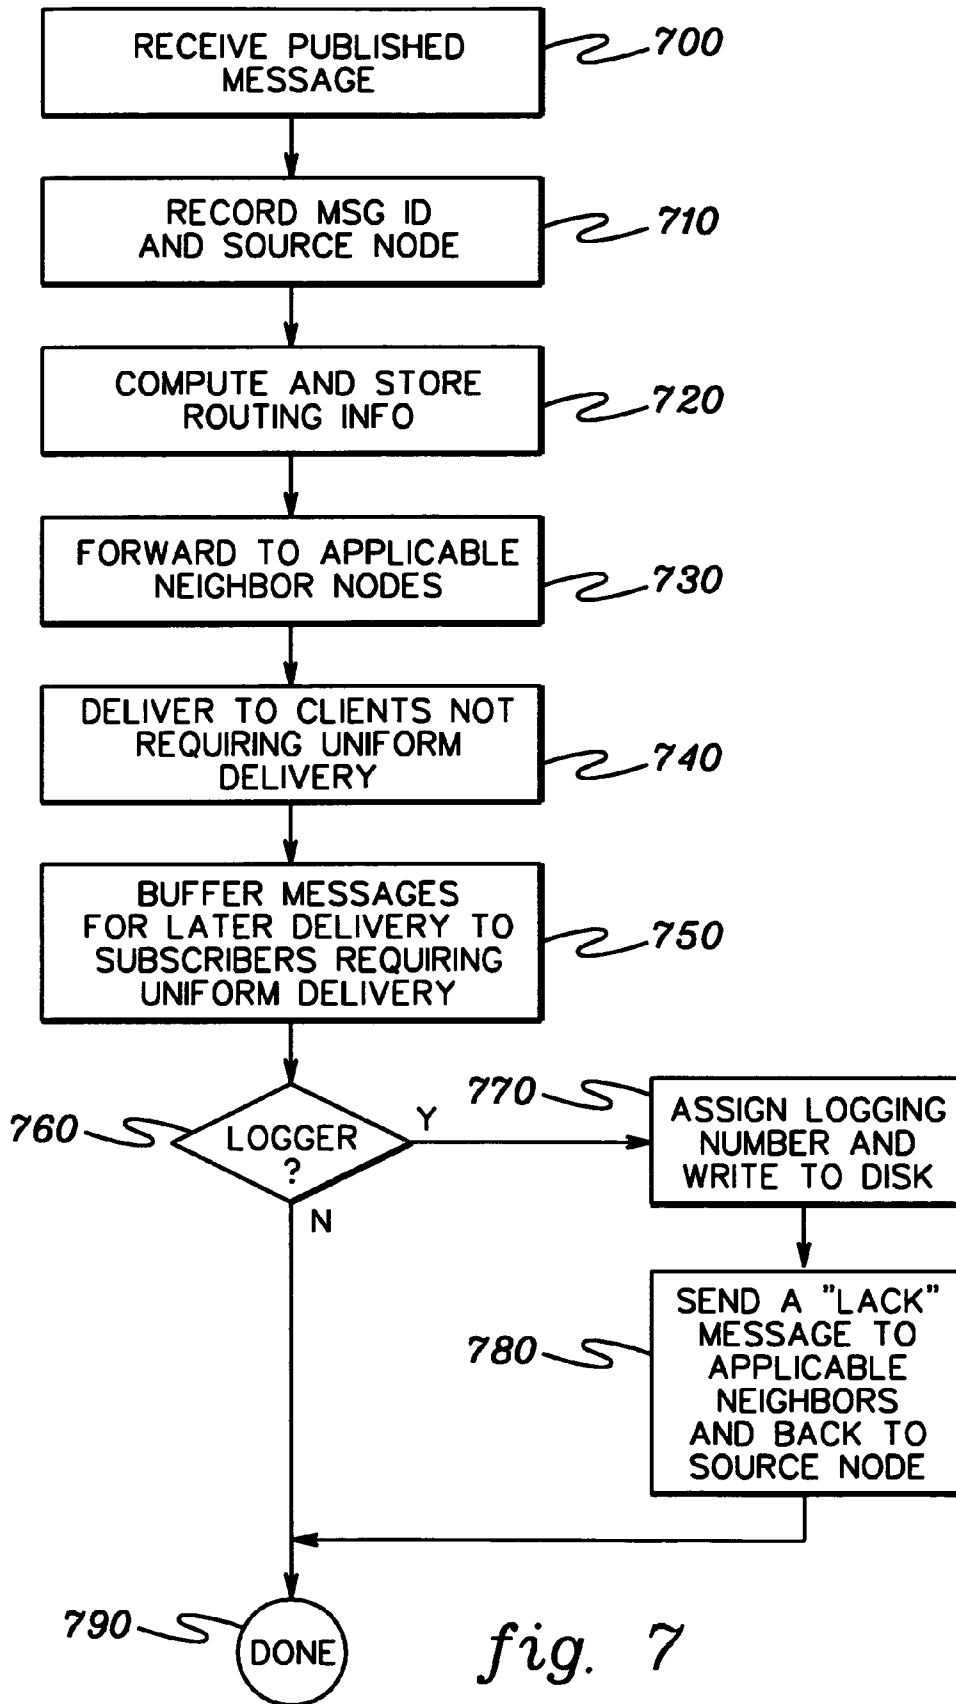 RECEIVE PUBLISHED
MESSAGE
700
RECORD MSG ID
AND SOURCE NODE
710
COMPUTE AND STORE
ROUTING INFO
720
FORWARD TO APPLICABLE
NEIGHBOR NODES
730
DELIVER TO CLIENTS NOT
REQUIRING UNIFORM
DELIVERY
740
BUFFER MESSAGES
FOR LATER DELIVERY TO
SUBSCRIBERS REQUIRING
UNIFORM DELIVERY
750
760
LOGGER
?
Y
N
770
ASSIGN LOGGING
NUMBER AND
WRITE TO DISK
780
SEND A "LACK"
MESSAGE TO
APPLICABLE
NEIGHBORS
AND BACK TO
SOURCE NODE
790
DONE
fig. 7